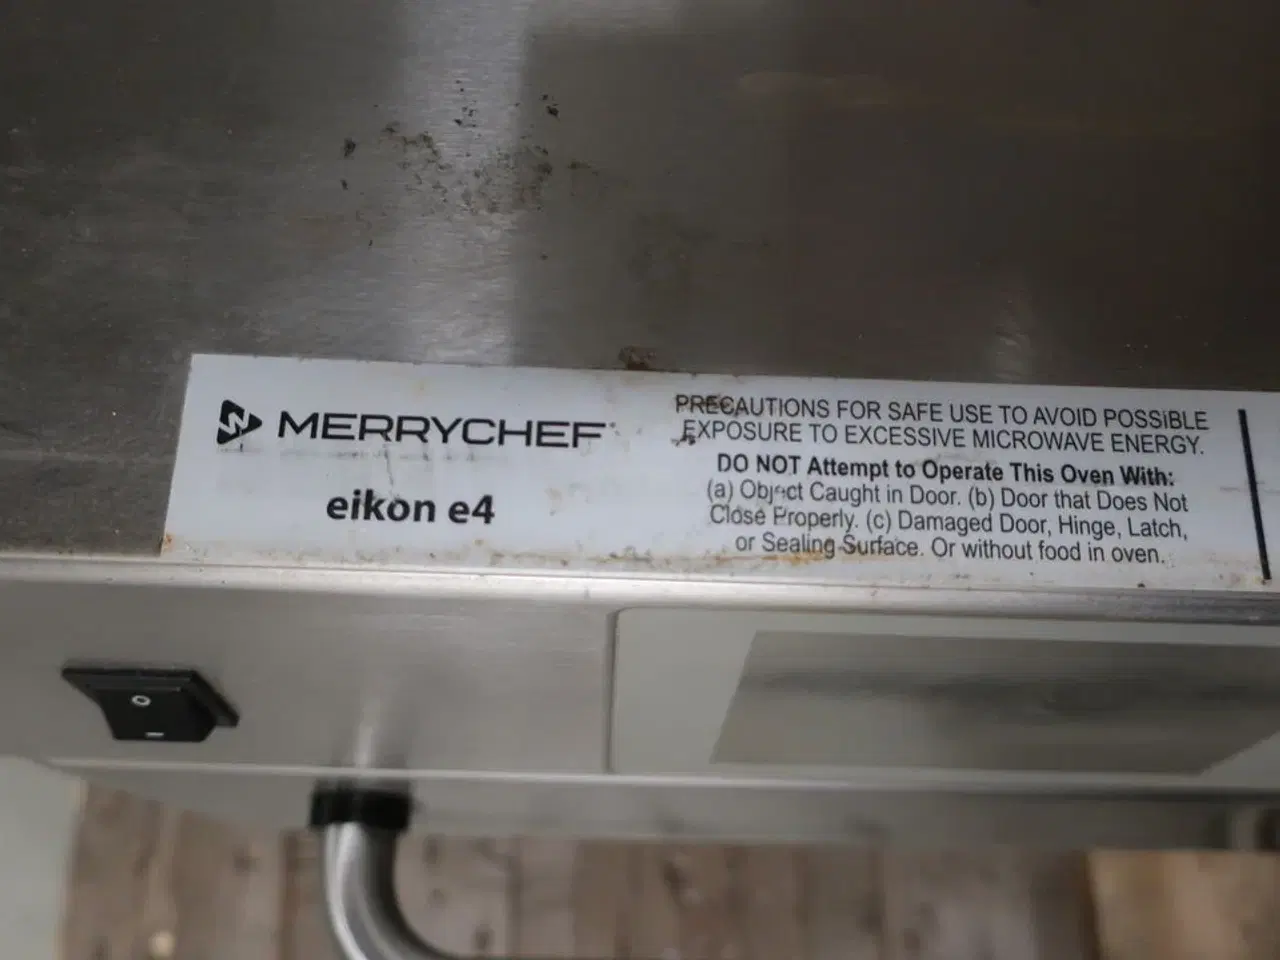 MERRYCHEF
eikon e4
PRECAUTIONS FOR SAFE USE TO AVOID POSSiBLE
EXPOSURE TO EXCESSIVE MICROWAVE ENERGY.
DO NOT Attempt to Operate This Oven With:
(a) Object Caught in Door. (b) Door that Does Not
Close Properly. (c) Damaged Door, Hinge, Latch,
or Sealing Surface. Or without food in oven.